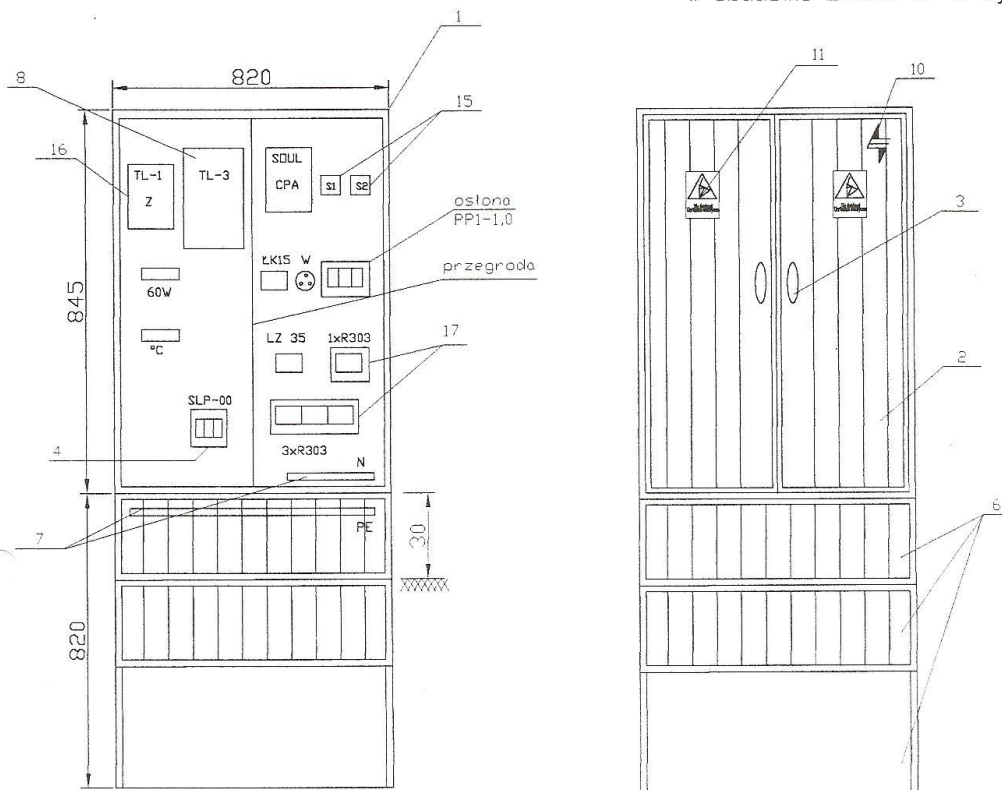 1
820
8
15
16
TL-1
Z
TL-3
SOUL
CPA
S1
S2
osłona
PP1-1,0
ŁK15 W
60W
przegroda
845
°C
LZ 35
1xR303
17
SLP-00
4
3xR303
N
7
PE
30
820
11
10
3
2
6